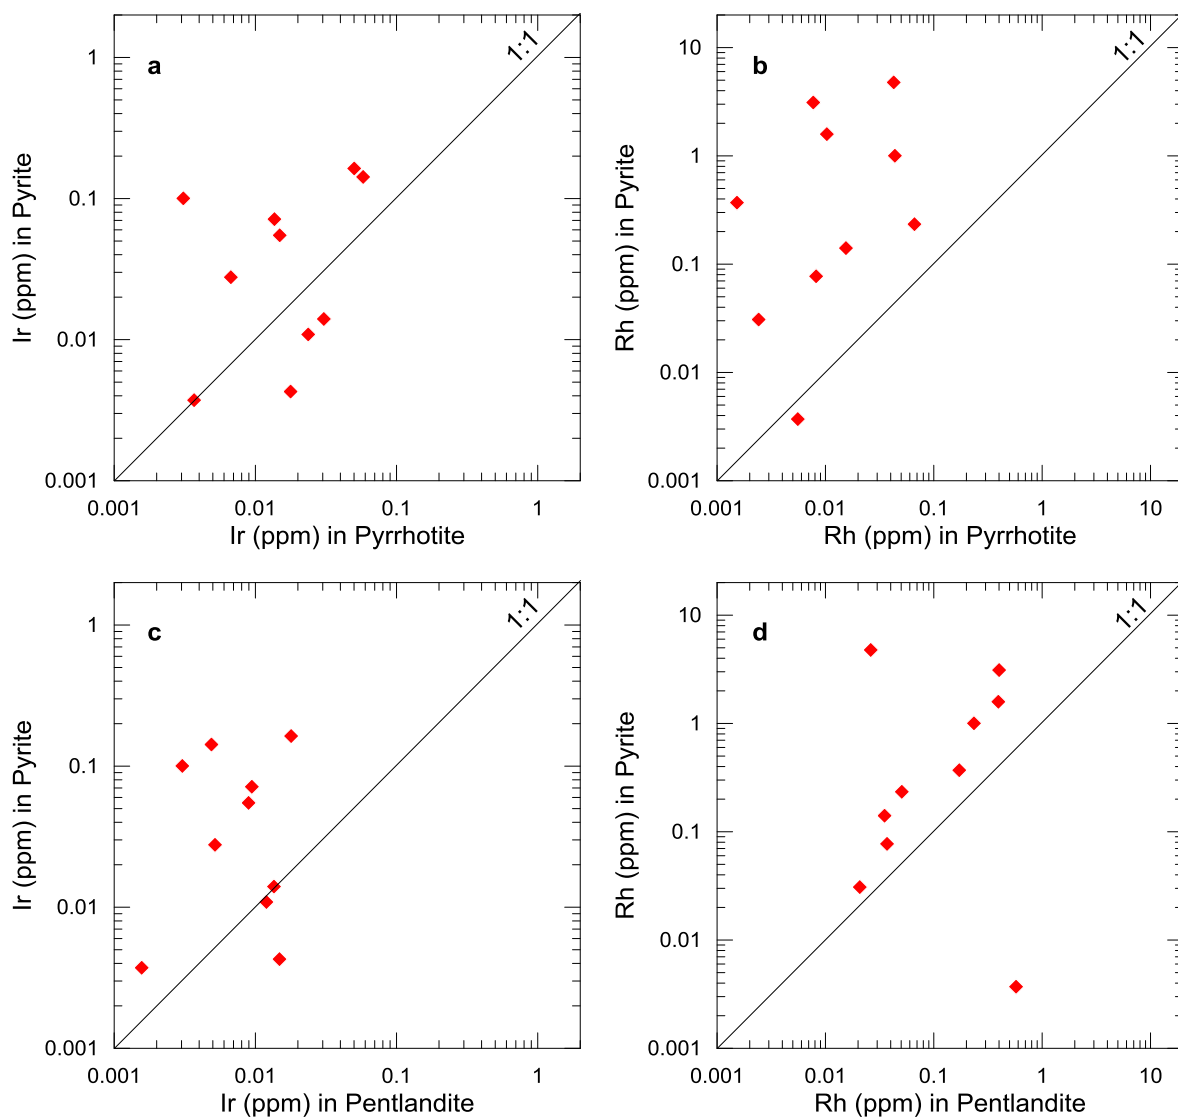 a
1:1
1
0.1
0.01
0.001
Ir (ppm) in Pyrite
0.001 0.01 0.1 1
Ir (ppm) in Pyrrhotite
b
1:1
10
1
0.1
0.01
0.001
Rh (ppm) in Pyrite
0.001 0.01 0.1 1 10
Rh (ppm) in Pyrrhotite
c
1:1
1
0.1
0.01
0.001
Ir (ppm) in Pyrite
0.001 0.01 0.1 1
Ir (ppm) in Pentlandite
d
1:1
10
1
0.1
0.01
0.001
Rh (ppm) in Pyrite
0.001 0.01 0.1 1 10
Rh (ppm) in Pentlandite